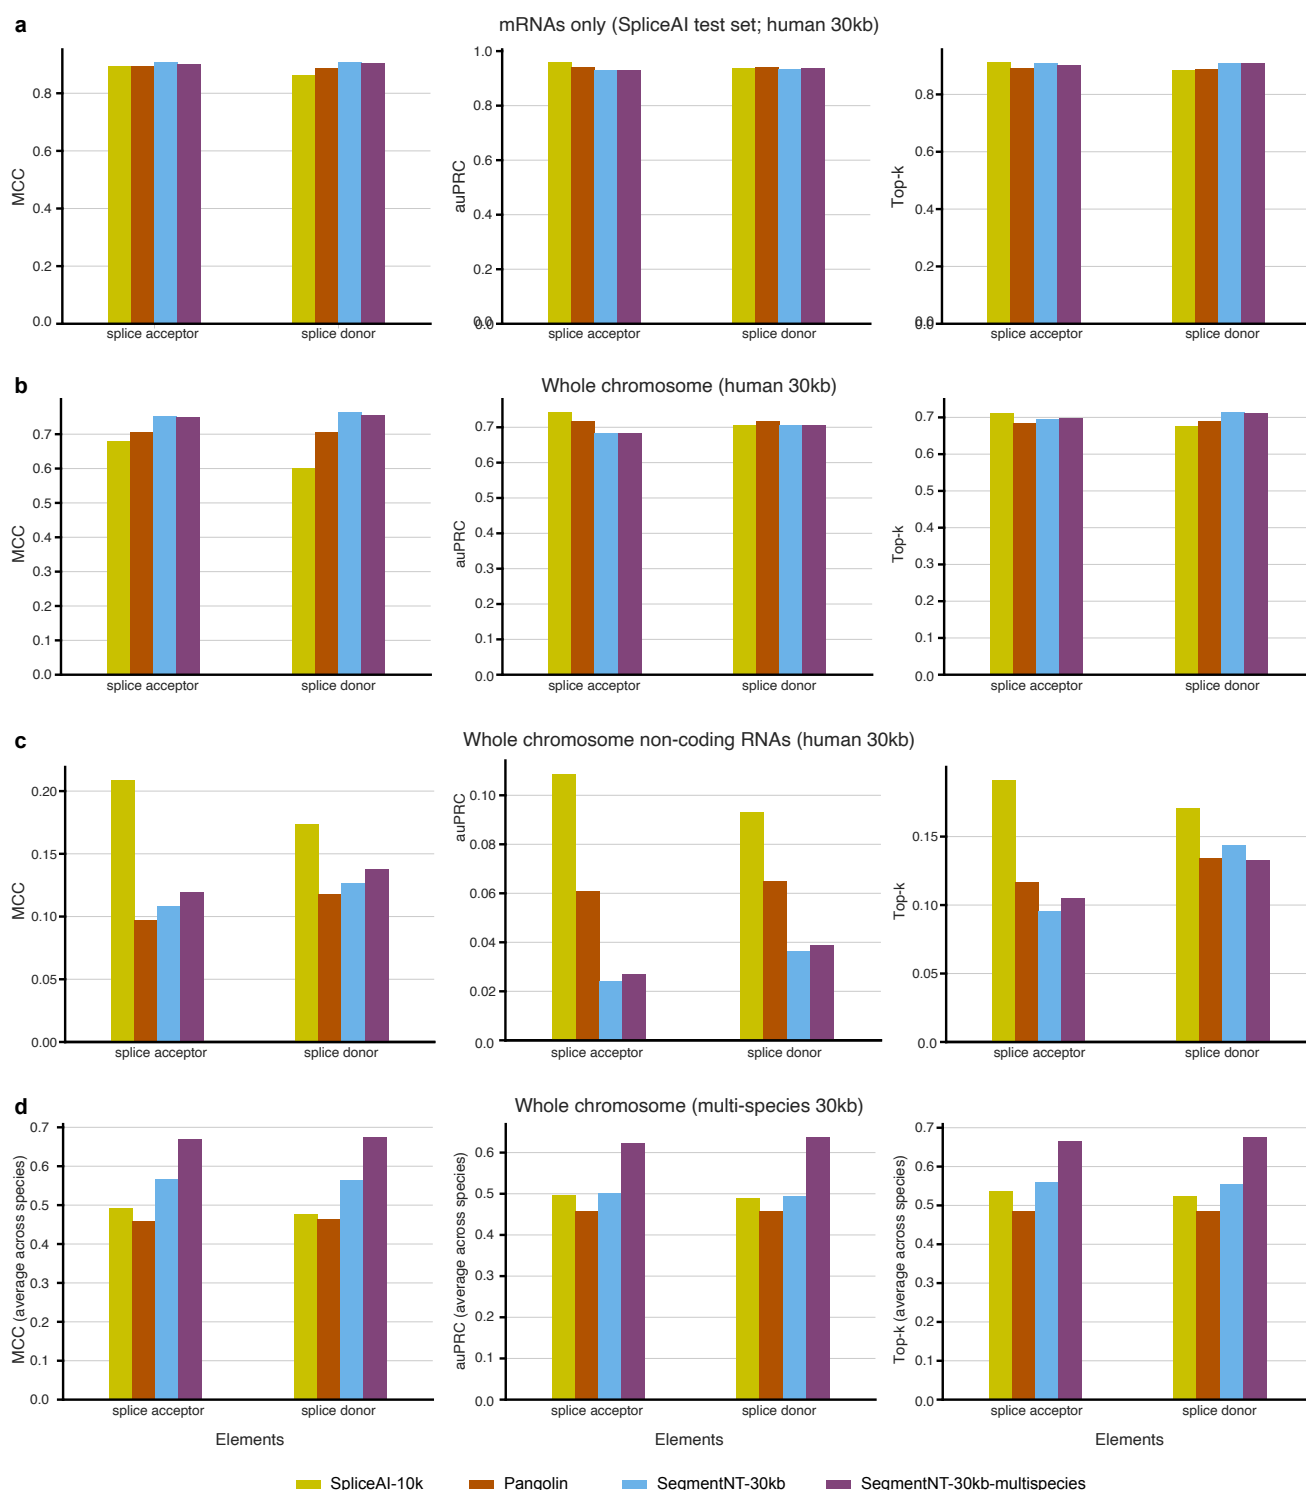 a
mRNAs only (SpliceAI test set; human 30kb)
MCC
0.8
0.6
0.4
0.2
0.0
splice acceptor
splice donor
auPRC
1.0
0.8
0.6
0.4
0.2
0.0
0.0
splice acceptor
splice donor
Top-k
0.8
0.6
0.4
0.2
0.0
0.0
splice acceptor
splice donor
b
Whole chromosome (human 30kb)
MCC
0.7
0.6
0.5
0.4
0.3
0.2
0.1
0.0
splice acceptor
splice donor
auPRC
0.7
0.6
0.5
0.4
0.3
0.2
0.1
0.0
splice acceptor
splice donor
Top-k
0.7
0.6
0.5
0.4
0.3
0.2
0.1
0.0
splice acceptor
splice donor
c
Whole chromosome non-coding RNAs (human 30kb)
MCC
0.20
0.15
0.10
0.05
0.00
splice acceptor
splice donor
auPRC
0.10
0.08
0.06
0.04
0.02
0.0
splice acceptor
splice donor
Top-k
0.15
0.10
0.05
0.0
splice acceptor
splice donor
d
Whole chromosome (multi-species 30kb)
MCC (average across species)
0.7
0.6
0.5
0.4
0.3
0.2
0.1
0.0
splice acceptor
splice donor
Elements
auPRC (average across species)
0.6
0.5
0.4
0.3
0.2
0.1
0.0
splice acceptor
splice donor
Elements
Top-k (average across species)
0.7
0.6
0.5
0.4
0.3
0.2
0.1
0.0
splice acceptor
splice donor
Elements
SpliceAI-10k
Pangolin
SegmentNT-30kb
SegmentNT-30kb-multispecies